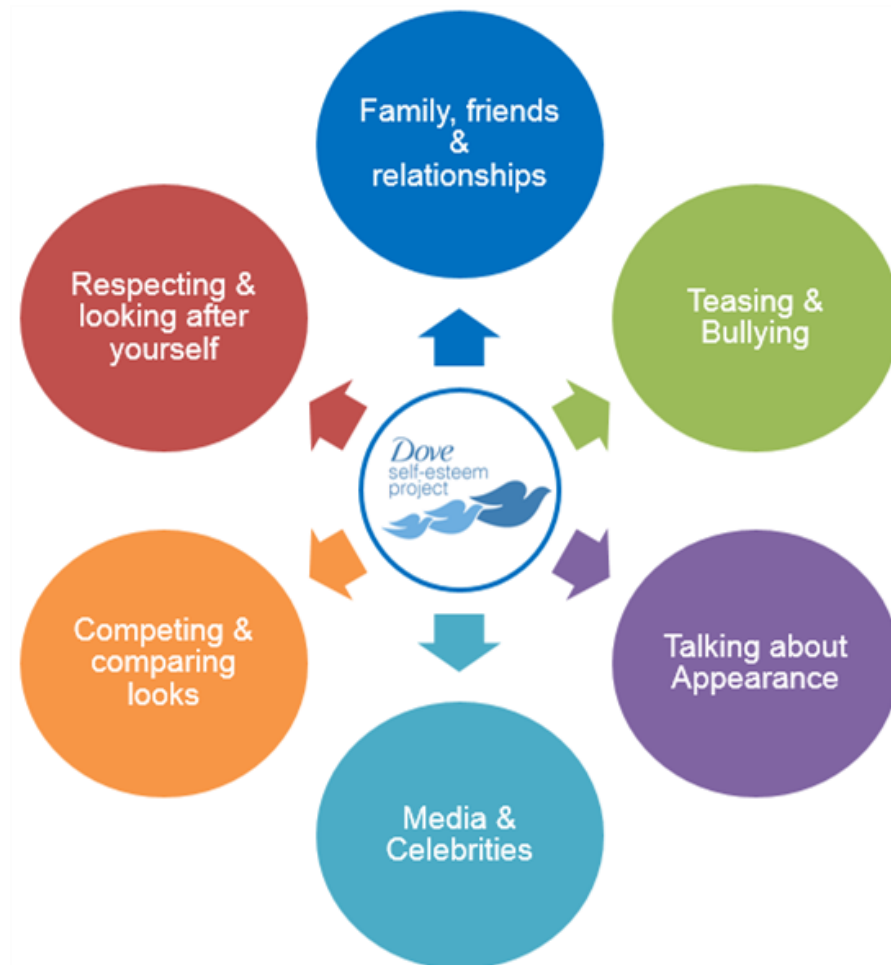 Family, friends
&
relationships
Teasing &
Bullying
Talking about
Appearance
Media &
Celebrities
Competing &
comparing
looks
Respecting &
looking after
yourself
Dove
self-esteem
project